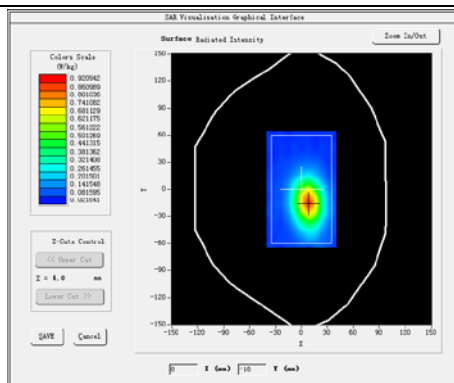 SAR Visualisation Graphical Interface
Surface Radiated Intensity
Zoom In/Out
Colors Scale
(W/kg)
0.920942
0.860989
0.801036
0.741082
0.681129
0.621175
0.561222
0.501269
0.441315
0.381362
0.321408
0.261455
0.201501
0.141548
0.081595
0.021641
150
120
90
60
30
0
-30
-60
-90
-120
-150
Y
-150 -120 -90 -60 -30 0 30 60 90 120 150
X
Z-Cuts Control
<< Upper Cut
Z = 4.0 mm
Lower Cut >>
SAVE Cancel
8 X (mm) -16 Y (mm)